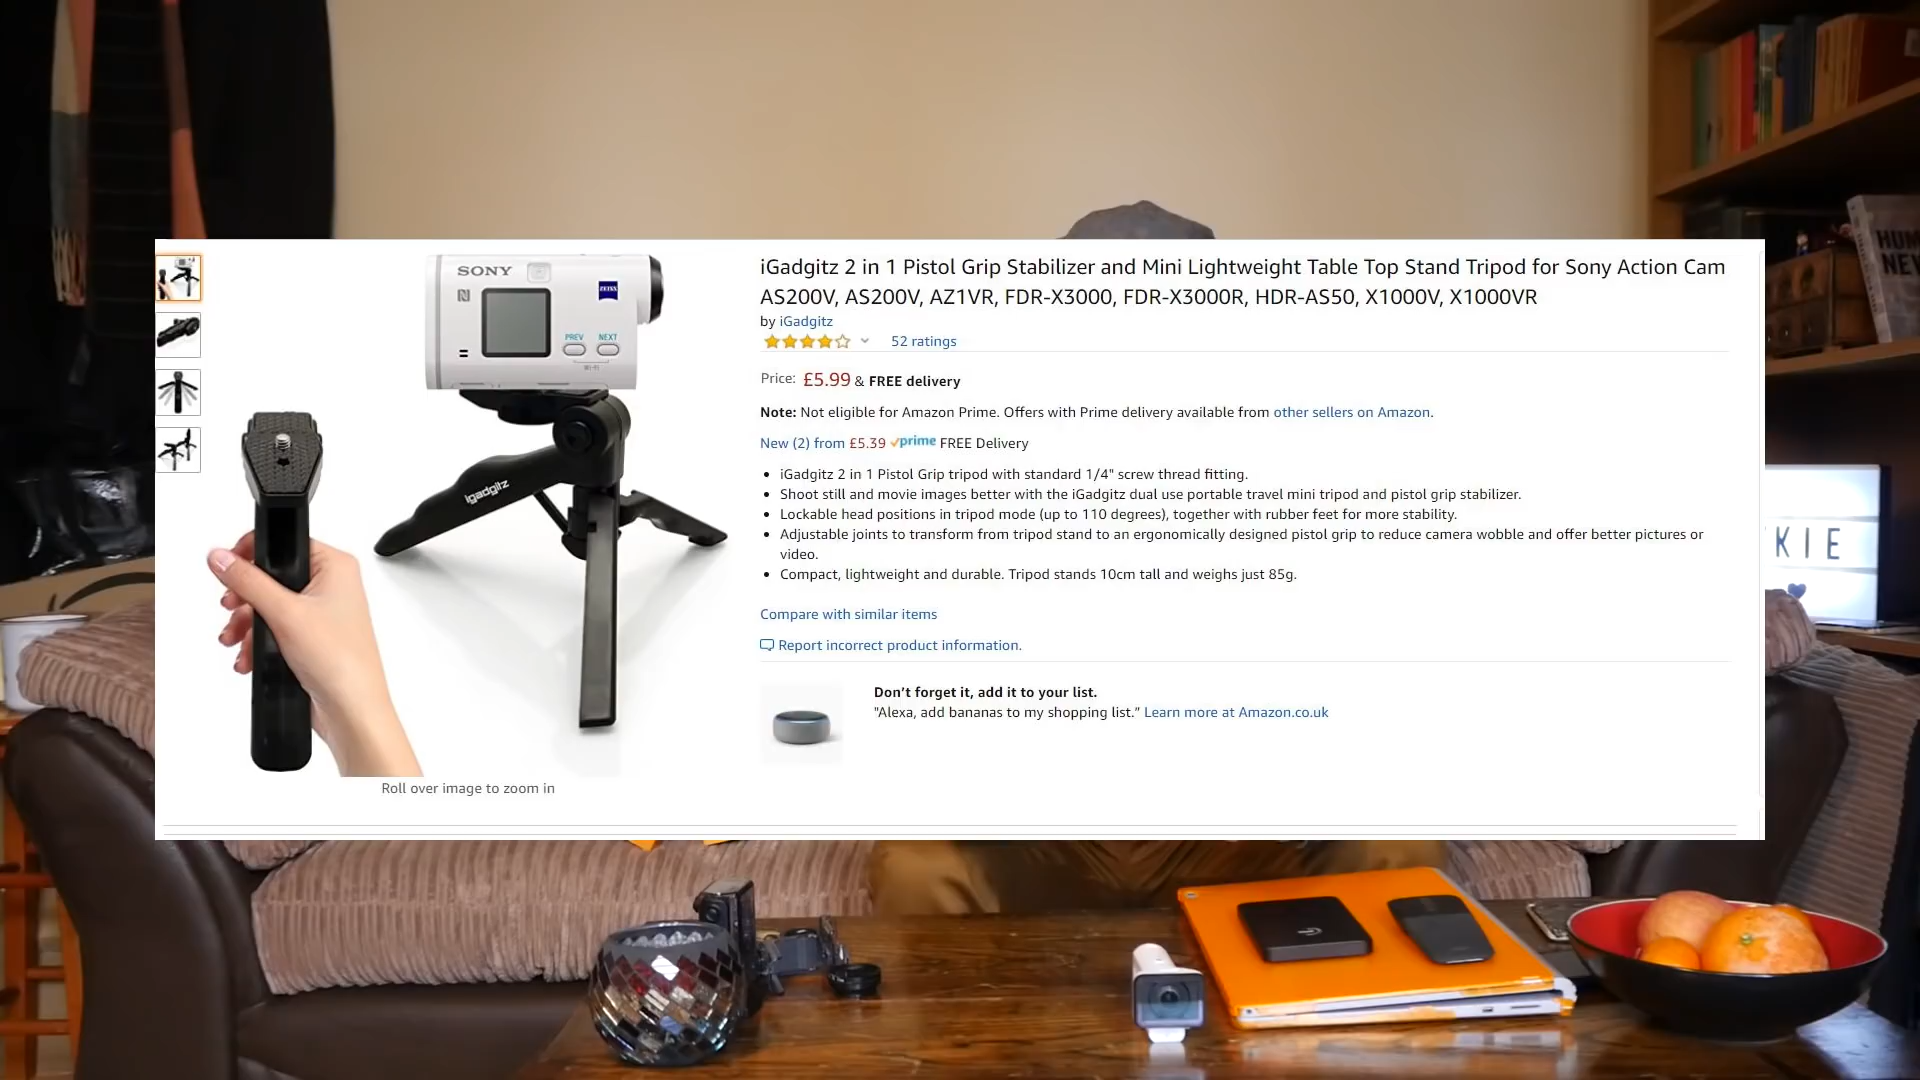 iGadgitz 2 in 1 Pistol Grip Stabilizer and Mini Lightweight Table Top Stand Tripod for Sony Action Cam
AS200V, AS200V, AZ1VR, FDR-X3000, FDR-X3000R, HDR-AS50, X1000V, X1000VR
by iGadgitz
52 ratings
Price: £5.99 & FREE delivery
Note: Not eligible for Amazon Prime. Offers with Prime delivery available from other sellers on Amazon.
New (2) from £5.39 prime FREE Delivery
iGadgitz 2 in 1 Pistol Grip tripod with standard 1/4" screw thread fitting.
Shoot still and movie images better with the iGadgitz dual use portable travel mini tripod and pistol grip stabilizer.
Lockable head positions in tripod mode (up to 110 degrees), together with rubber feet for more stability.
Adjustable joints to transform from tripod stand to an ergonomically designed pistol grip to reduce camera wobble and offer better pictures or
video.
Compact, lightweight and durable. Tripod stands 10cm tall and weighs just 85g.
Compare with similar items
Report incorrect product information.
Don’t forget it, add it to your list.
"Alexa, add bananas to my shopping list.” Learn more at Amazon.co.uk
SONY
ZEISS
PREV NEXT
Wi-Fi
igadgitz
Roll over image to zoom in
HUM
NEW
KIE